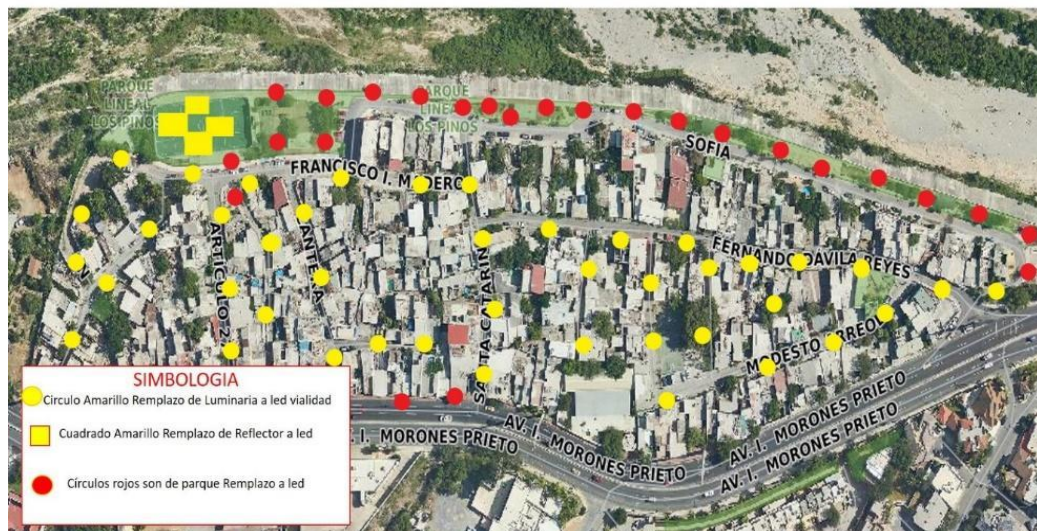 PARQUE
LINEAL
LOS PINOS
PARQUE
LINEAL
LOS PINOS
SOFIA
FRANCISCO I. MADERO
FERNANDO DAVILA REYES
ARTICULO 2
SANTA CATARINA
MODESTO ARREOLA
AV. I. MORONES PRIETO
AV. I. MORONES PRIETO
I. MORONES PRIETO
AV. I. MORONES PRIETO
AV. I. MORONES PRIETO
SIMBOLOGIA
Circulo Amarillo Remplazo de Luminaria a led vialidad
Cuadrado Amarillo Remplazo de Reflector a led
Círculos rojos son de parque Remplazo a led